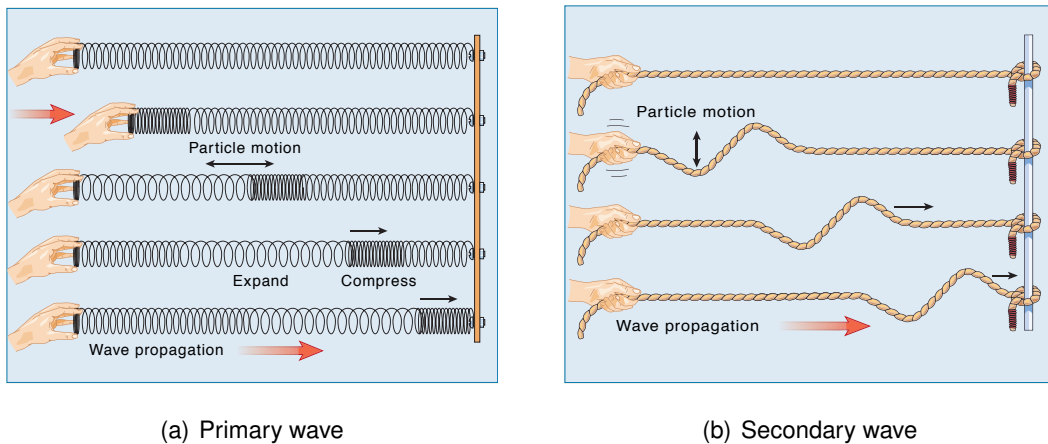 Particle motion
Expand
Compress
Wave propagation
(a) Primary wave
Particle motion
Wave propagation
(b) Secondary wave